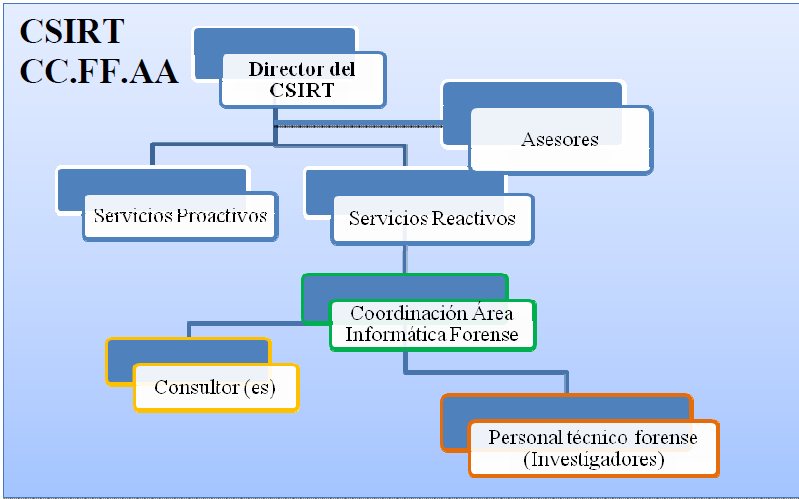 CSIRT
CC.FF.AA
Director del
CSIRT
Asesores
Servicios Proactivos
Servicios Reactivos
Coordinación Área
Informática Forense
Consultor (es)
Personal técnico forense
(Investigadores)